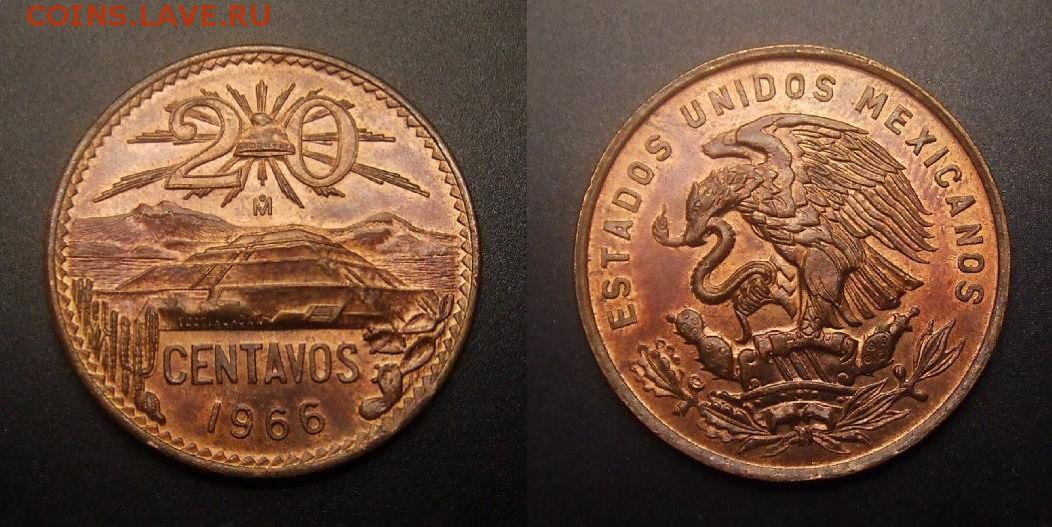 COINS.LAVE.RU
20
M
CENTAVOS
1966
ESTADOS UNIDOS MEXICANOS